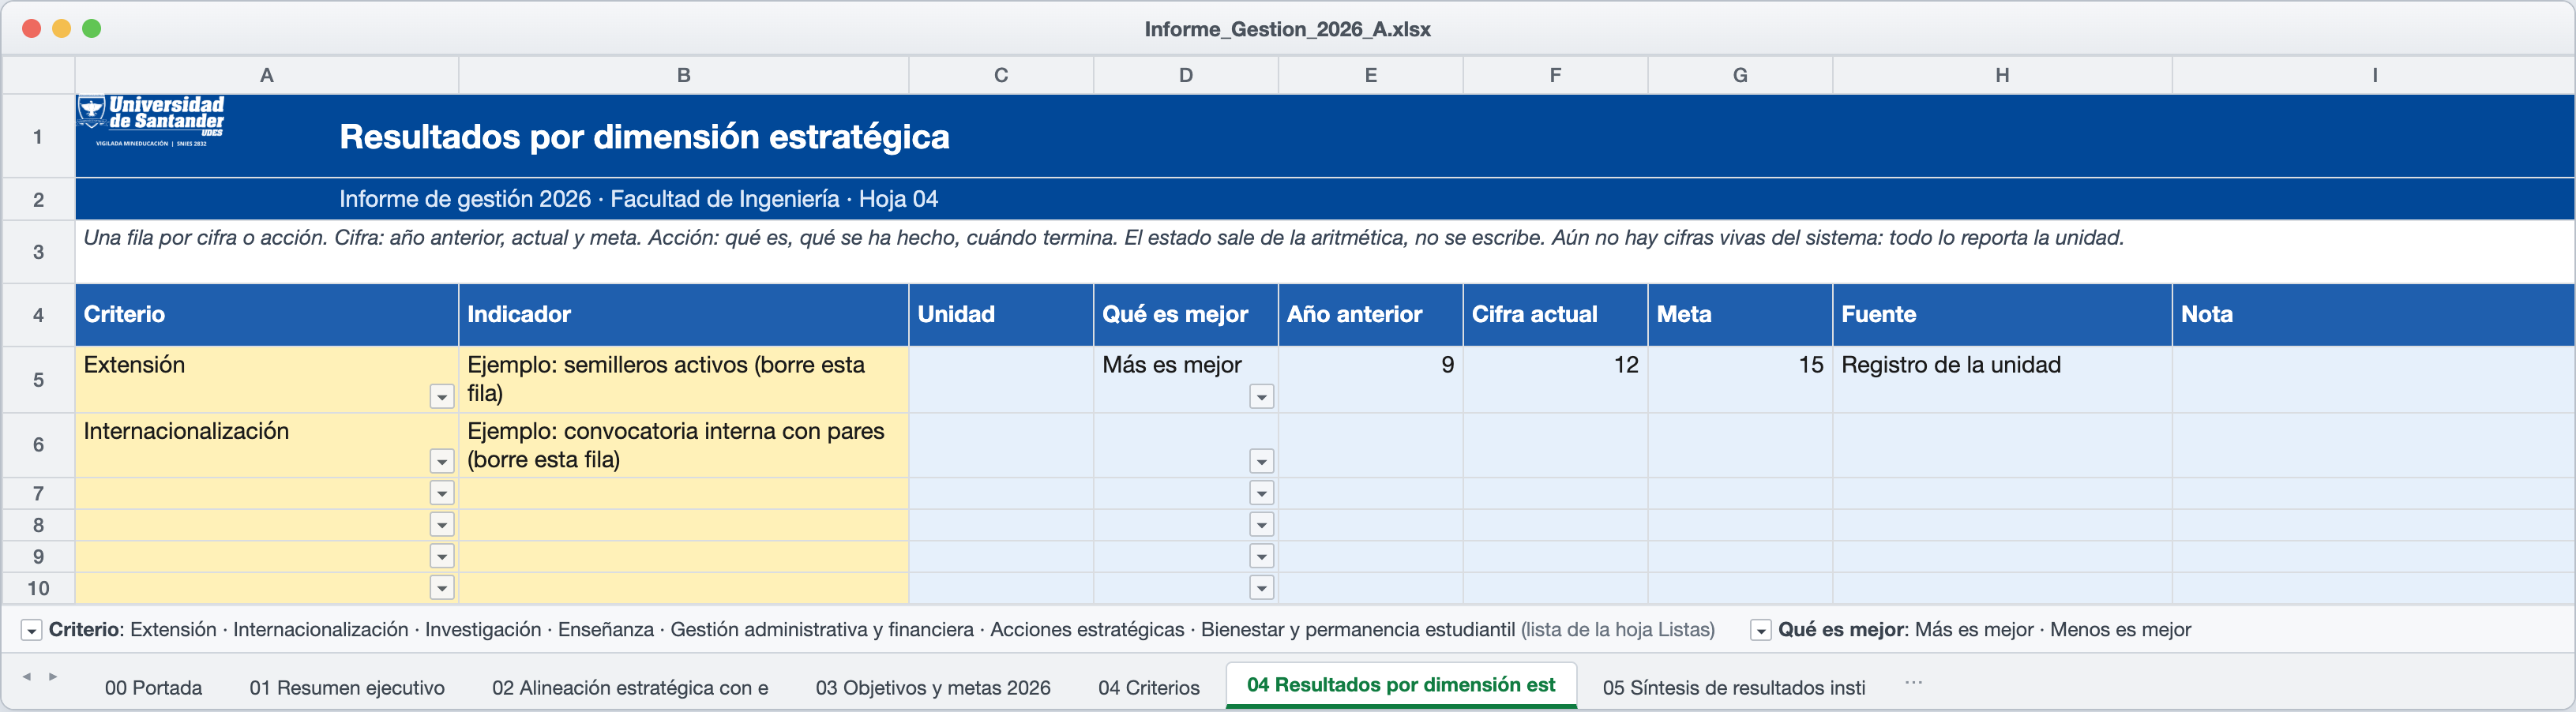 Informe_Gestion_2026_A.xlsx
A B C D E F G H I
1 Universidad de Santander UDES
VIGILADA MINEDUCACIÓN | SNIES 2832
Resultados por dimensión estratégica
2 Informe de gestión 2026 · Facultad de Ingeniería · Hoja 04
3 Una fila por cifra o acción. Cifra: año anterior, actual y meta. Acción: qué es, qué se ha hecho, cuándo termina. El estado sale de la aritmética, no se escribe. Aún no hay cifras vivas del sistema: todo lo reporta la unidad.
4 Criterio Indicador Unidad Qué es mejor Año anterior Cifra actual Meta Fuente Nota
5 Extensión Ejemplo: semilleros activos (borre esta fila) Más es mejor 9 12 15 Registro de la unidad
6 Internacionalización Ejemplo: convocatoria interna con pares (borre esta fila)
7
8
9
10
Criterio: Extensión · Internacionalización · Investigación · Enseñanza · Gestión administrativa y financiera · Acciones estratégicas · Bienestar y permanencia estudiantil (lista de la hoja Listas) Qué es mejor: Más es mejor · Menos es mejor
00 Portada 01 Resumen ejecutivo 02 Alineación estratégica con e 03 Objetivos y metas 2026 04 Criterios 04 Resultados por dimensión est 05 Síntesis de resultados insti ...